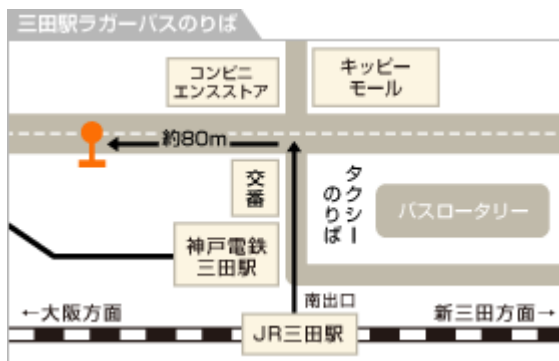 三田駅ラガーバスのりば
コンビニ
エンスストア
キッピー
モール
約80m
交番
タクシー
のりば
バスロータリー
神戸電鉄
三田駅
南出口
←大阪方面
新三田方面→
JR三田駅